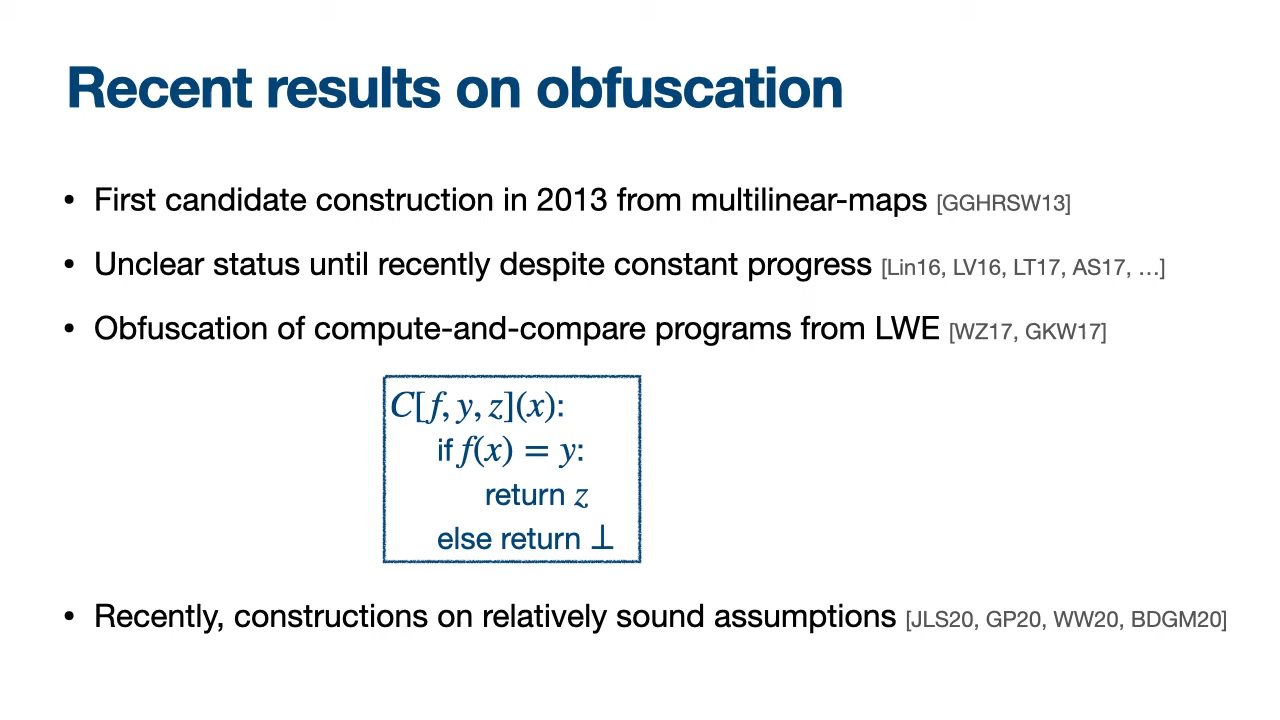 Recent results on obfuscation
• First candidate construction in 2013 from multilinear-maps [GGHRSW13]
• Unclear status until recently despite constant progress [Lin16, LV16, LT17, AS17, …]
• Obfuscation of compute-and-compare programs from LWE [WZ17, GKW17]
C[f, y, z](x):
if f(x) = y:
return z
else return ⊥
• Recently, constructions on relatively sound assumptions [JLS20, GP20, WW20, BDGM20]